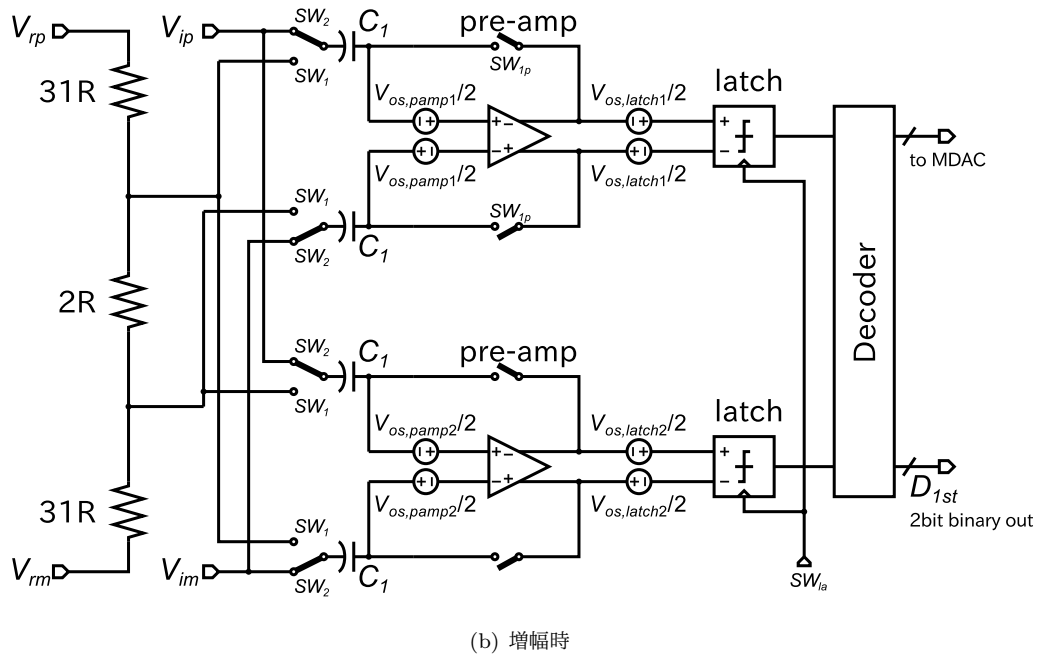 V_rp
V_ip
SW_2
C_1
pre-amp
SW_1
SW_1p
31R
V_os,pamp1/2
V_os,latch1/2
latch
+
−
+ −
− +
V_os,pamp1/2
V_os,latch1/2
to MDAC
SW_1
SW_1p
SW_2
C_1
2R
Decoder
SW_2
C_1
pre-amp
SW_1
V_os,pamp2/2
V_os,latch2/2
latch
+
−
+ −
− +
31R
V_os,pamp2/2
V_os,latch2/2
D_1st
2bit binary out
SW_1
V_rm
V_im
SW_2
C_1
SW_la
(b) 増幅時